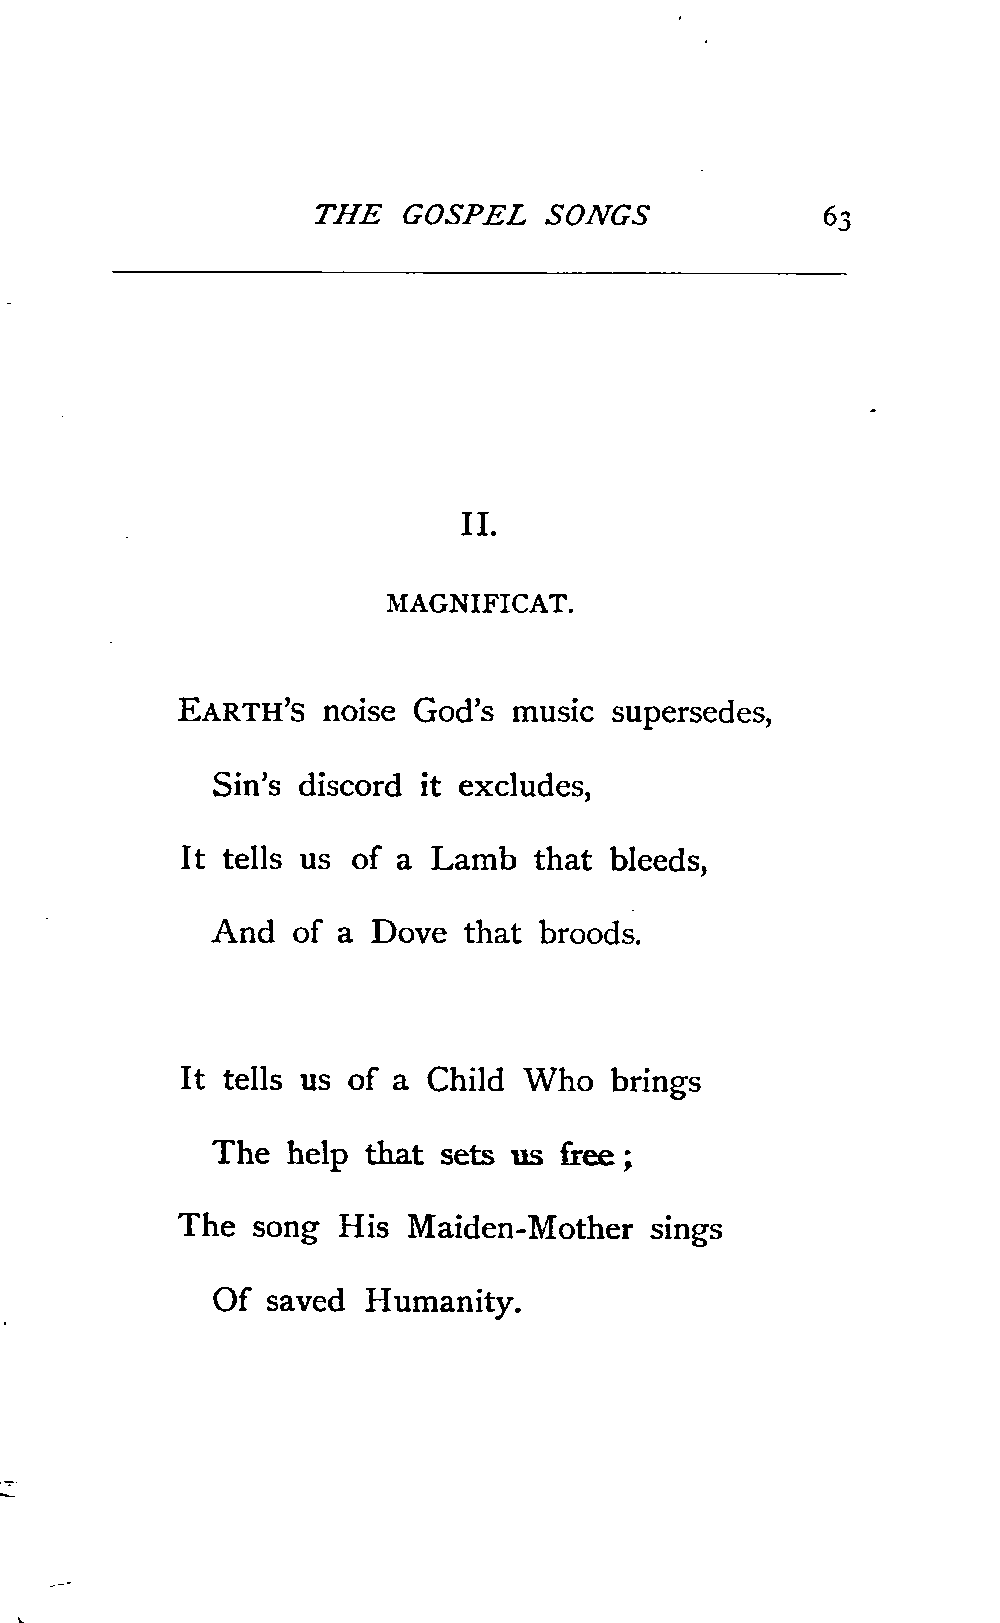 THE GOSPEL SONGS 63
II.
MAGNIFICAT.
EARTH'S noise God's music supersedes,
Sin's discord it excludes,
It tells us of a Lamb that bleeds,
And of a Dove that broods.
It tells us of a Child Who brings
The help that sets us free ;
The song His Maiden-Mother sings
Of saved Humanity.